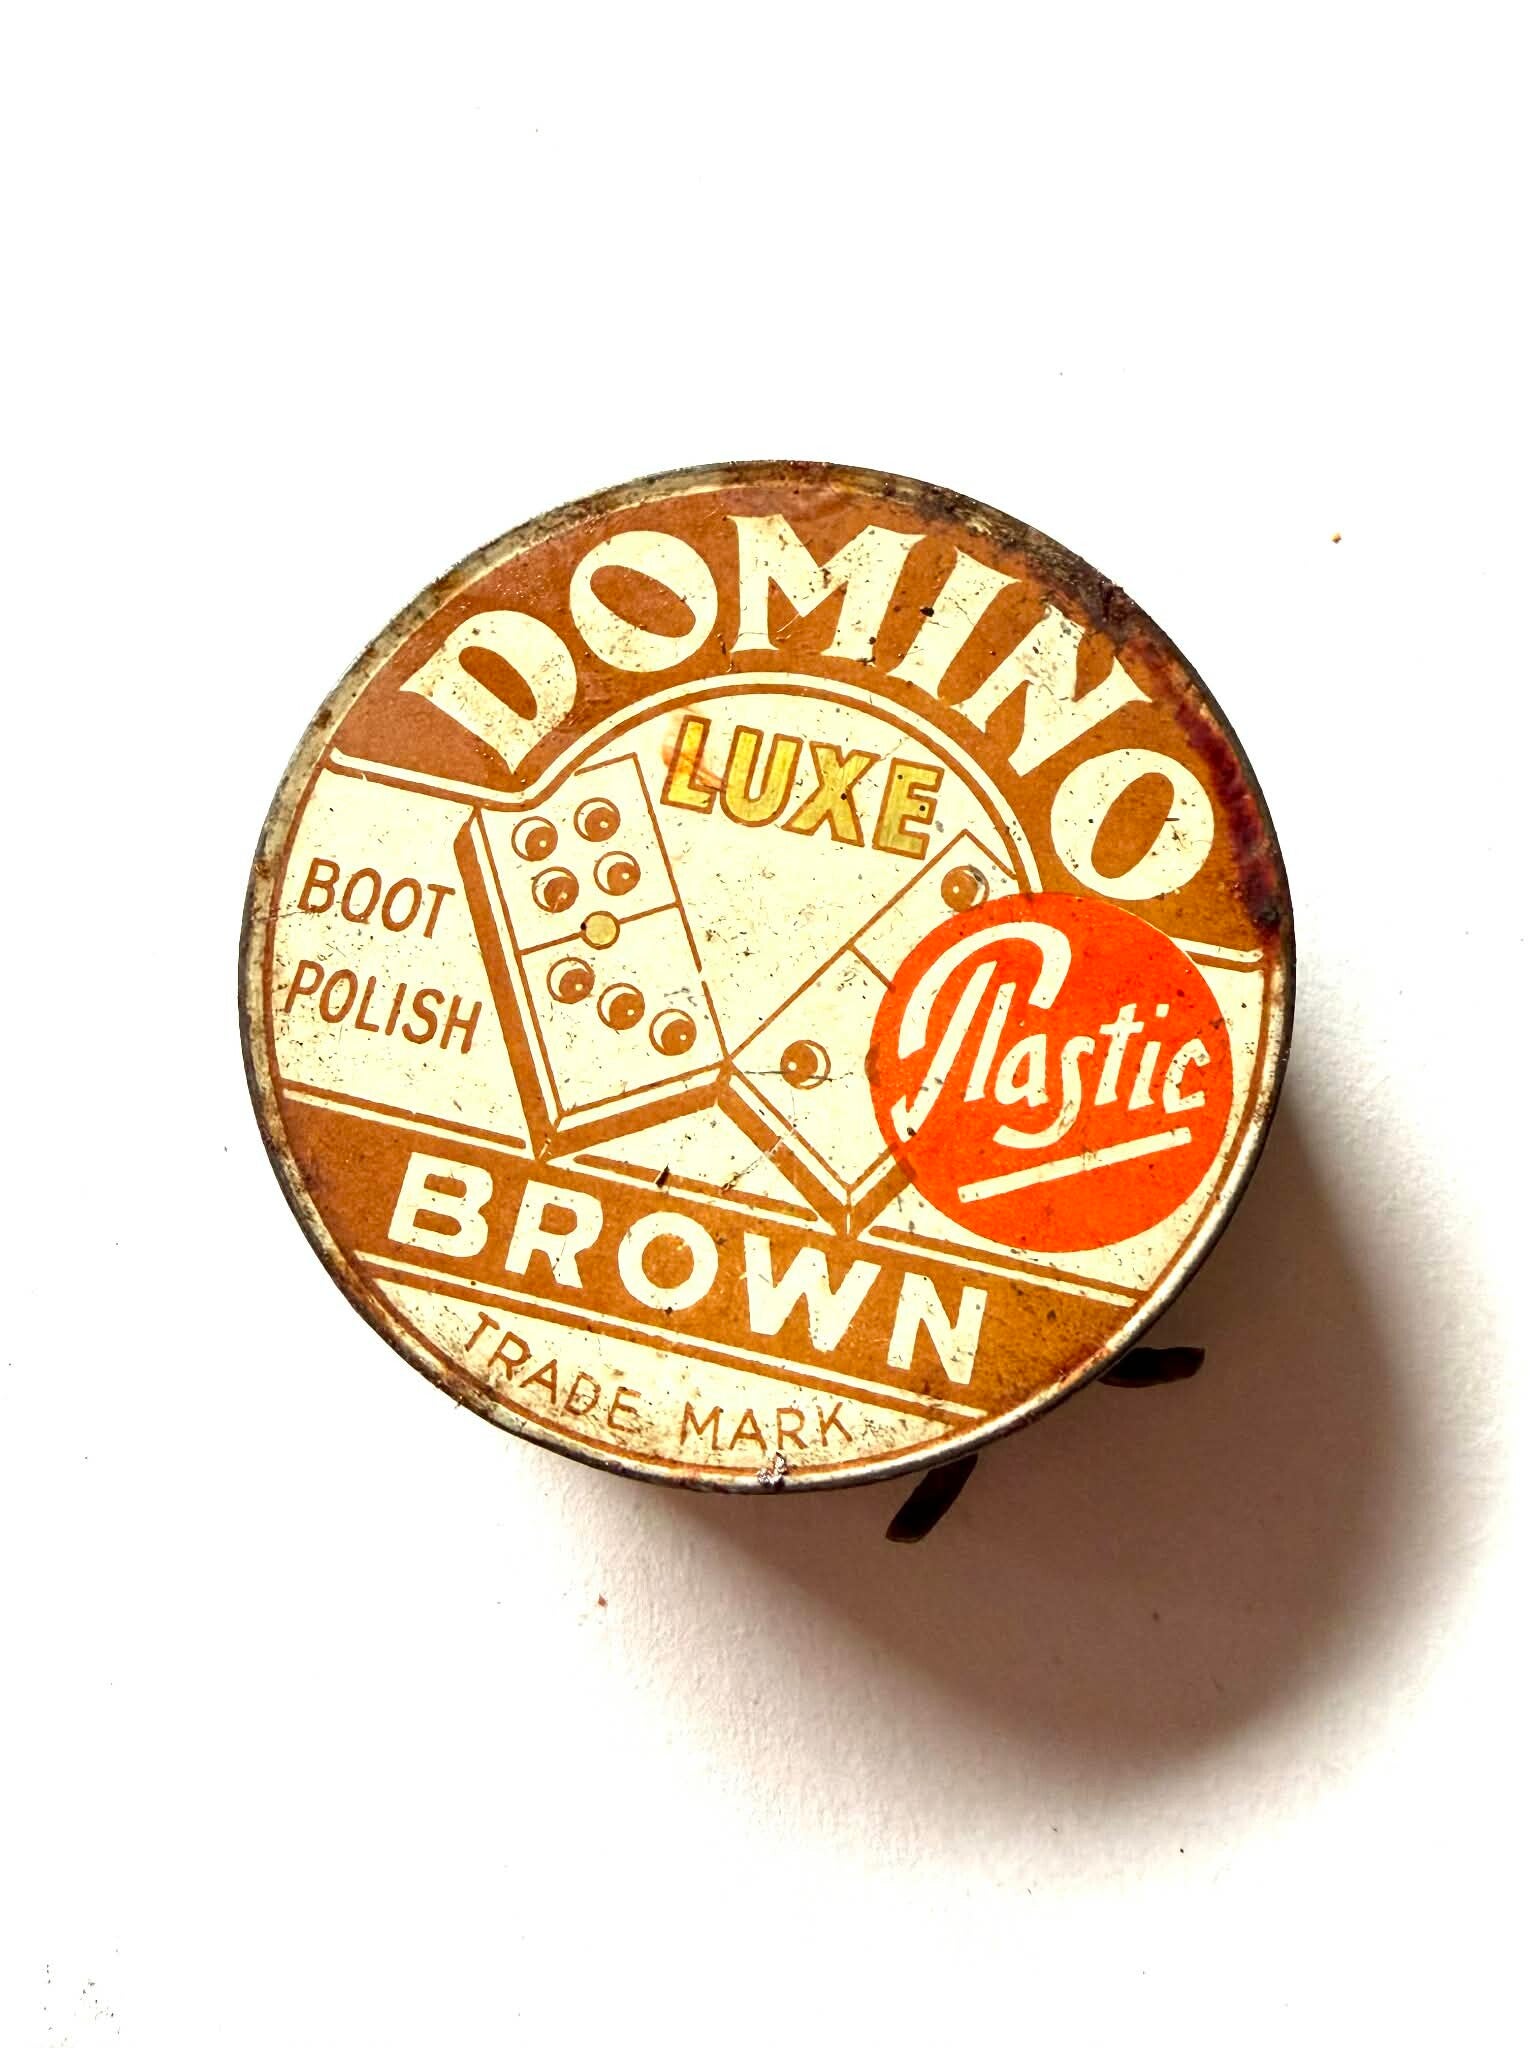 DOMINO
LUXE
BOOT
POLISH
Plastic
BROWN
TRADE MARK